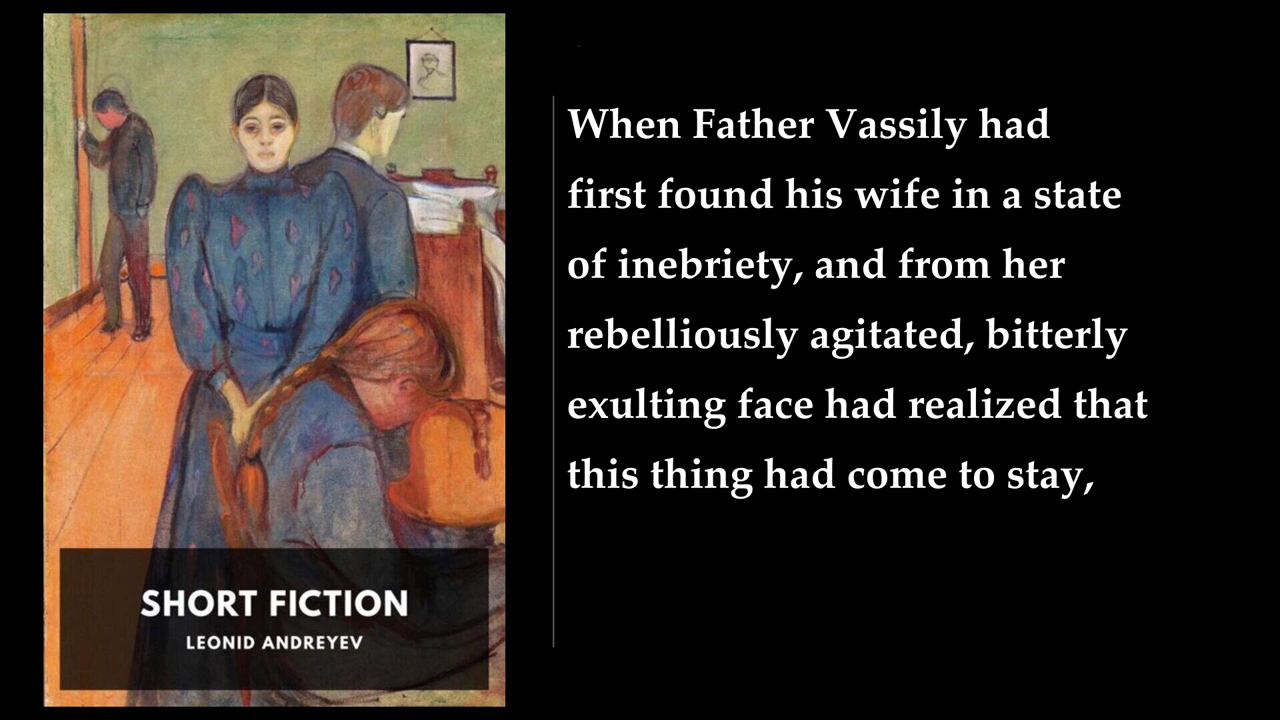 When Father Vassily had
first found his wife in a state
of inebriety, and from her
rebelliously agitated, bitterly
exulting face had realized that
this thing had come to stay,
SHORT FICTION
LEONID ANDREYEV